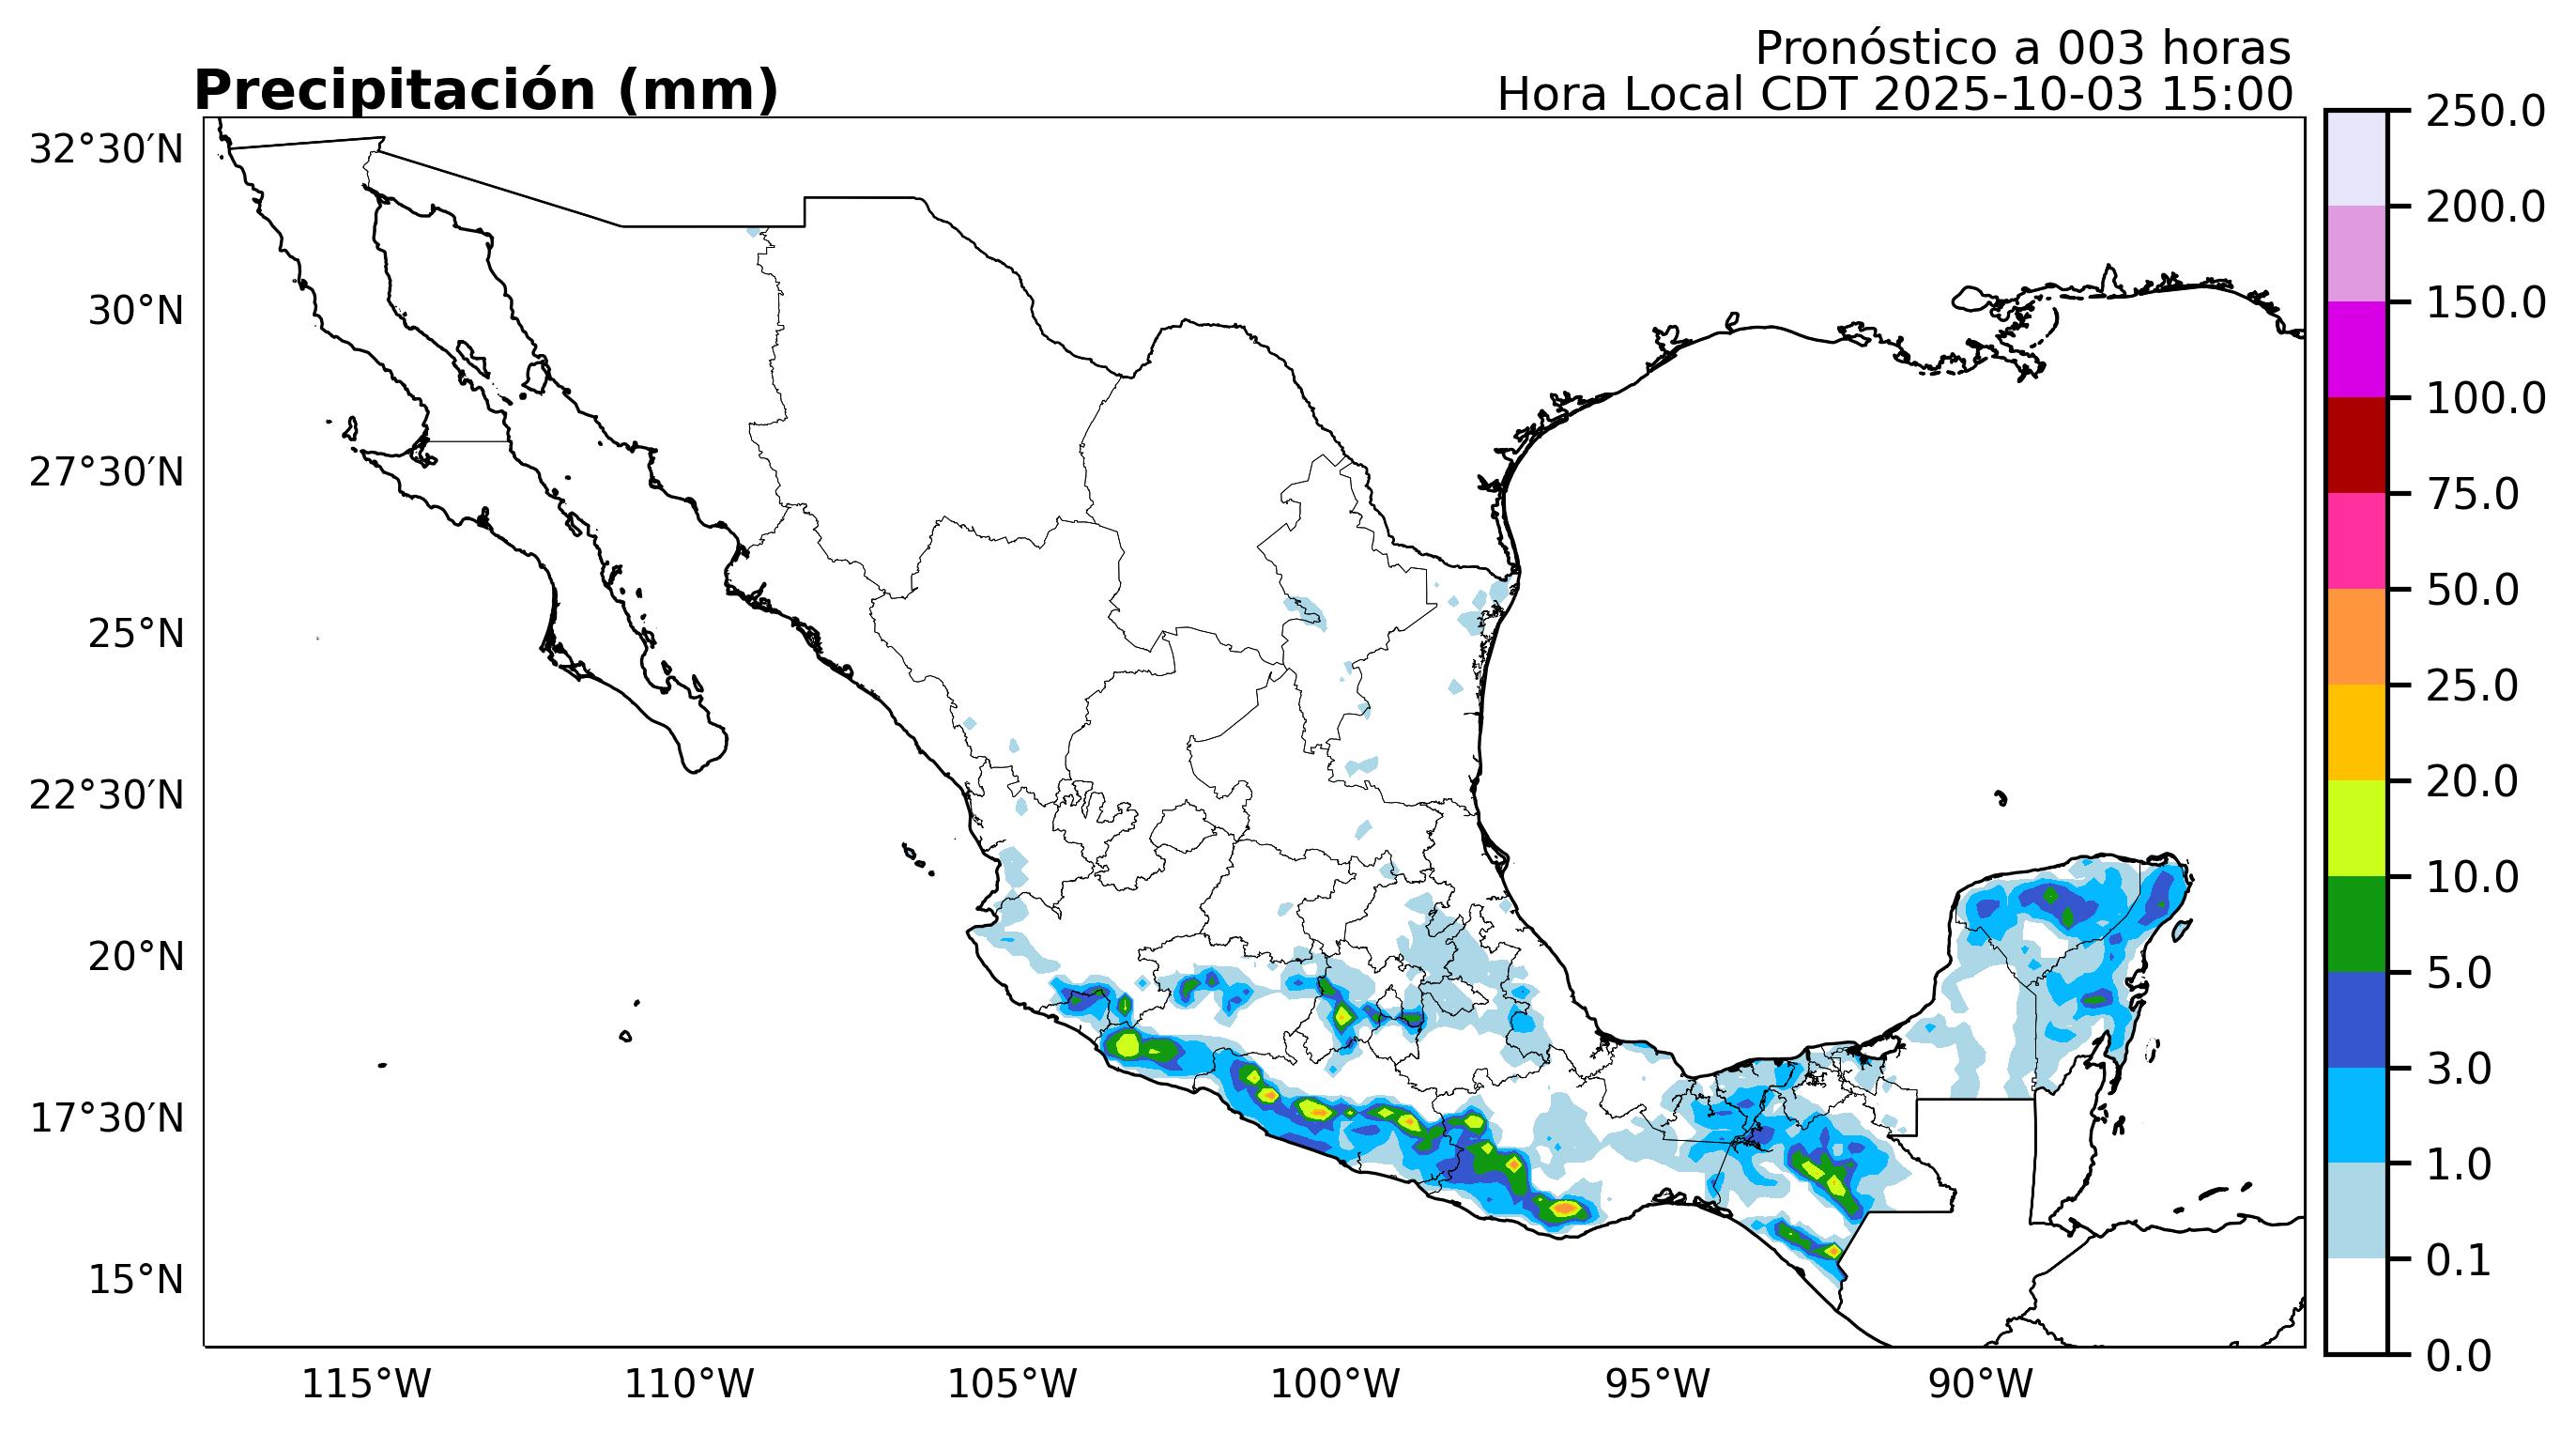 Pronóstico a 003 horas
Precipitación (mm)
Hora Local CDT 2025-10-03 15:00
32°30′N
30°N
27°30′N
25°N
22°30′N
20°N
17°30′N
15°N
115°W
110°W
105°W
100°W
95°W
90°W
250.0
200.0
150.0
100.0
75.0
50.0
25.0
20.0
10.0
5.0
3.0
1.0
0.1
0.0